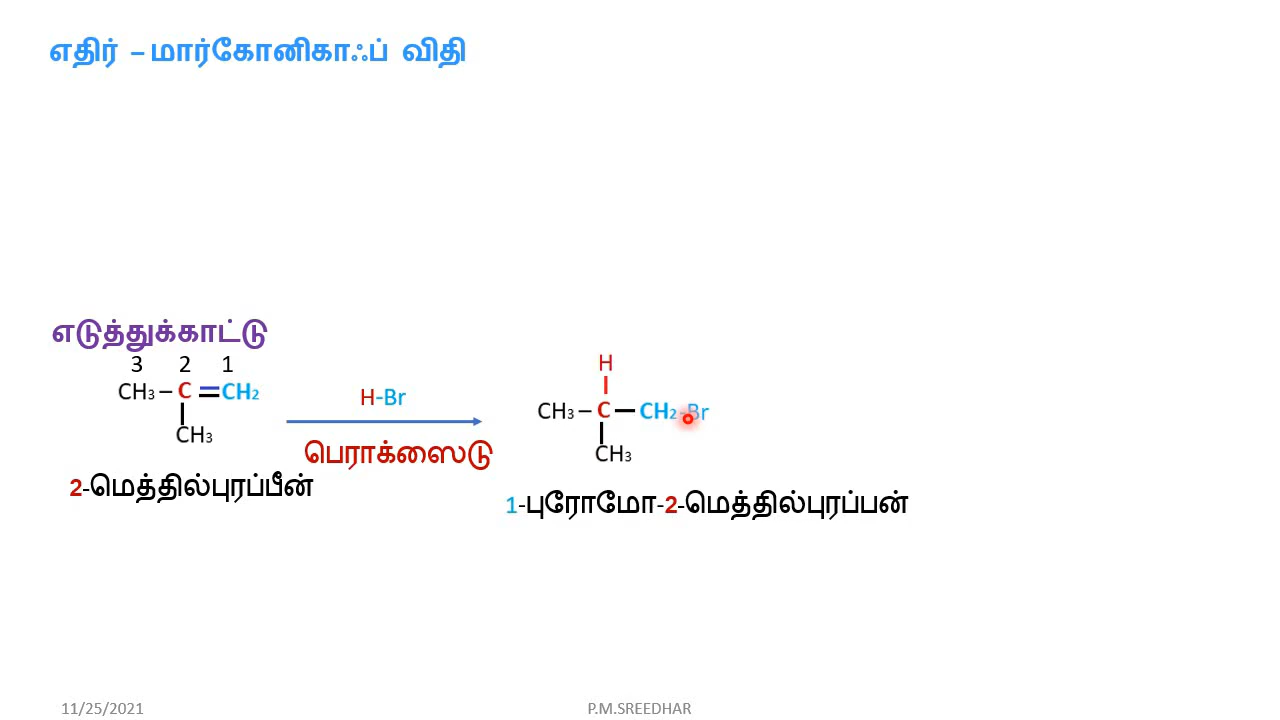 எதிர் – மார்கோனிகாஃப் விதி
எடுத்துக்காட்டு
3 2 1
CH₃ – C = CH₂
CH₃
H-Br
பெராக்ஸைடு
2-மெத்தில்புரப்பீன்
H
CH₃ – C — CH₂-Br
CH₃
1-புரோமோ-2-மெத்தில்புரப்பன்
11/25/2021
P.M.SREEDHAR